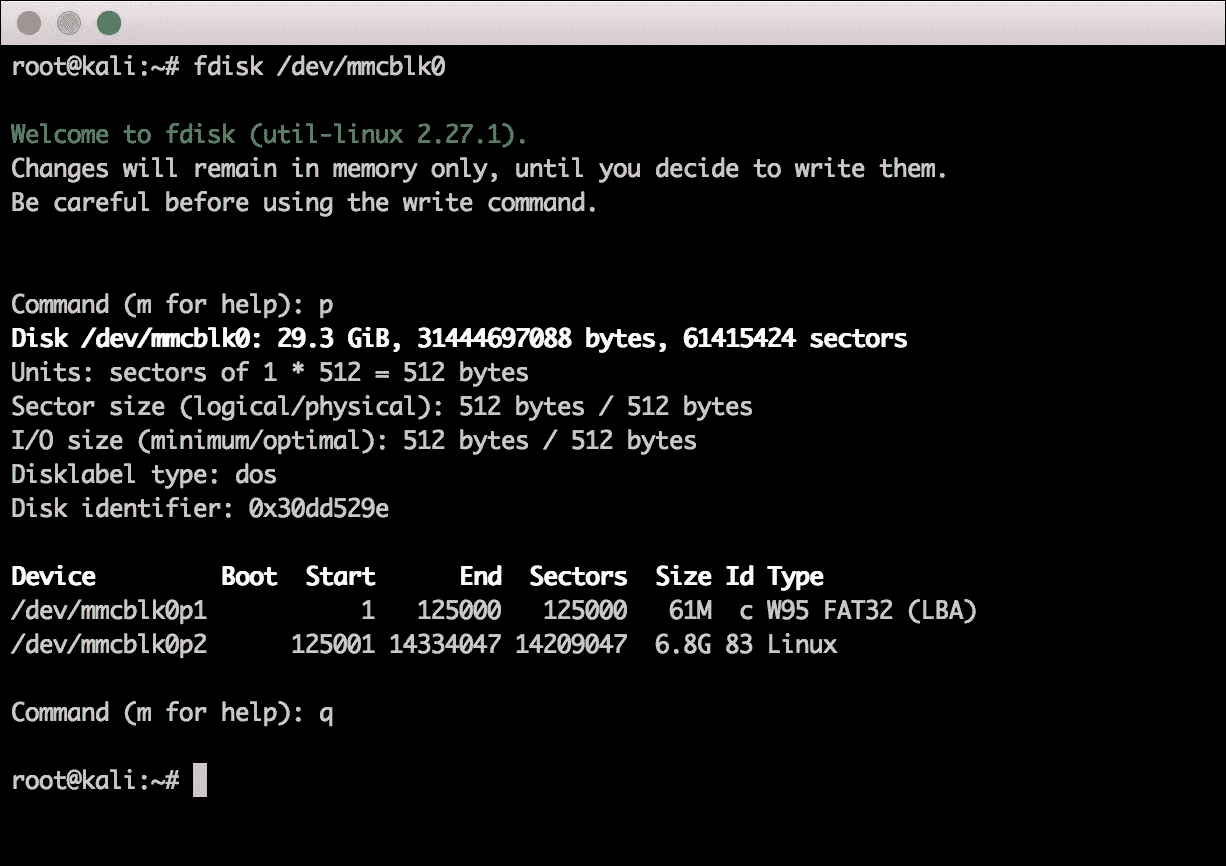 root@kali:~# fdisk /dev/mmcblk0
Welcome to fdisk (util-linux 2.27.1).
Changes will remain in memory only, until you decide to write them.
Be careful before using the write command.
Command (m for help): p
Disk /dev/mmcblk0: 29.3 GiB, 31444697088 bytes, 61415424 sectors
Units: sectors of 1 * 512 = 512 bytes
Sector size (logical/physical): 512 bytes / 512 bytes
I/O size (minimum/optimal): 512 bytes / 512 bytes
Disklabel type: dos
Disk identifier: 0x30dd529e
Device         Boot  Start      End  Sectors  Size Id Type
/dev/mmcblk0p1           1   125000   125000   61M  c W95 FAT32 (LBA)
/dev/mmcblk0p2      125001 14334047 14209047  6.8G 83 Linux
Command (m for help): q
root@kali:~#